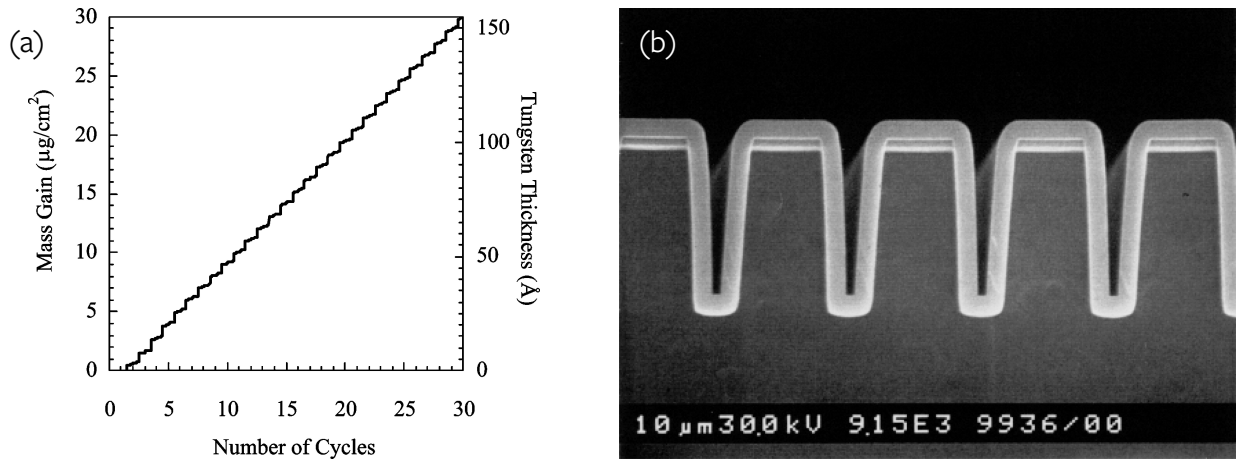 (a)
Mass Gain (µg/cm²)
30
25
20
15
10
5
0
0 5 10 15 20 25 30
Number of Cycles
150
100
50
0
Tungsten Thickness (Å)
(b)
10 µm 30.0 kV 9.15E3 9936/00